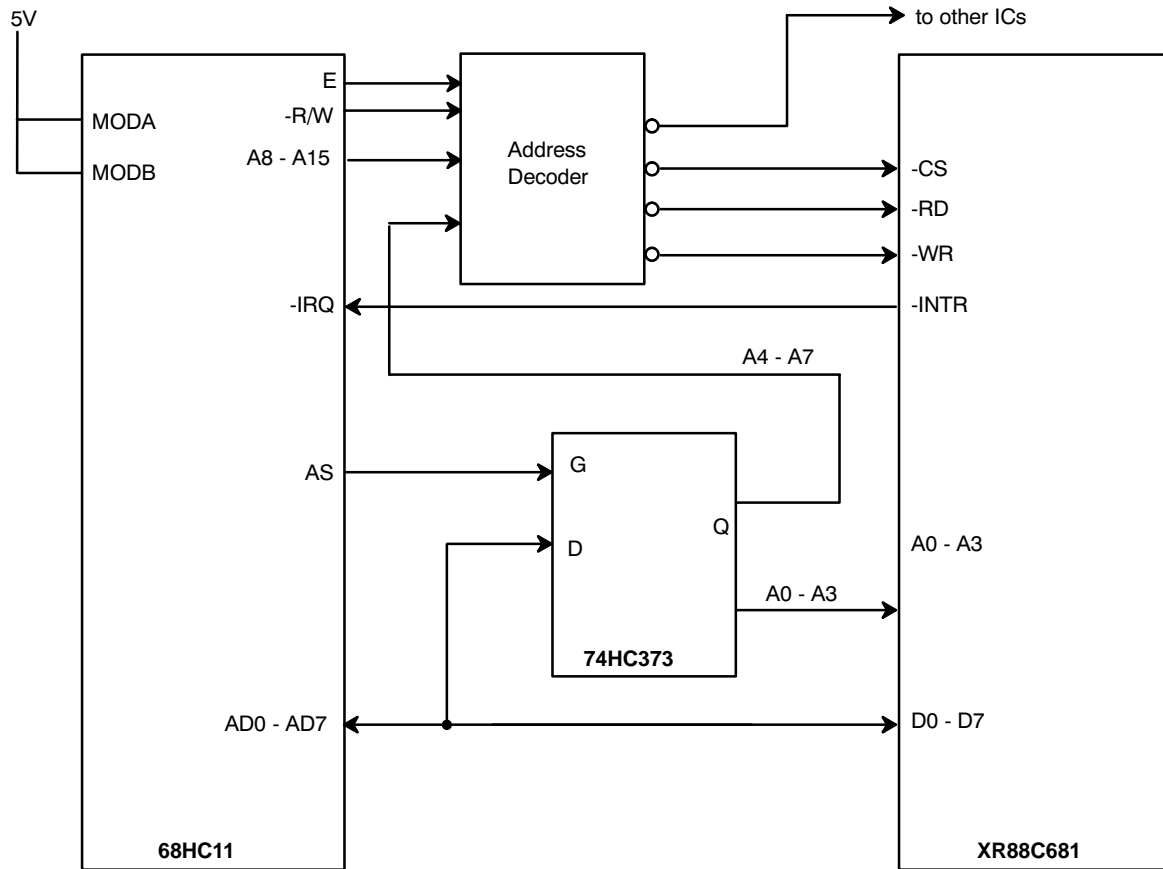 5V
to other ICs
E
-R/W
MODA
A8 - A15
MODB
Address
Decoder
-CS
-RD
-WR
-IRQ
-INTR
A4 - A7
AS
G
Q
D
A0 - A3
A0 - A3
74HC373
AD0 - AD7
D0 - D7
68HC11
XR88C681